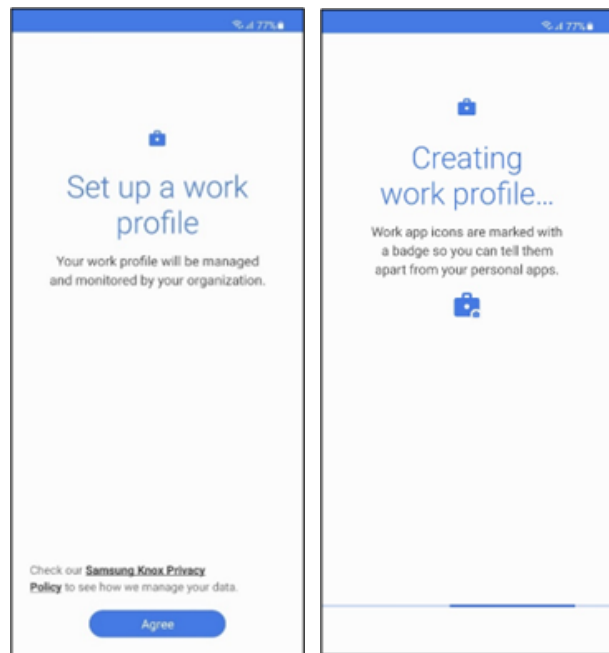 77%
Set up a work
profile
Your work profile will be managed
and monitored by your organization.
Check our Samsung Knox Privacy
Policy to see how we manage your data.
Agree
77%
Creating
work profile...
Work app icons are marked with
a badge so you can tell them
apart from your personal apps.